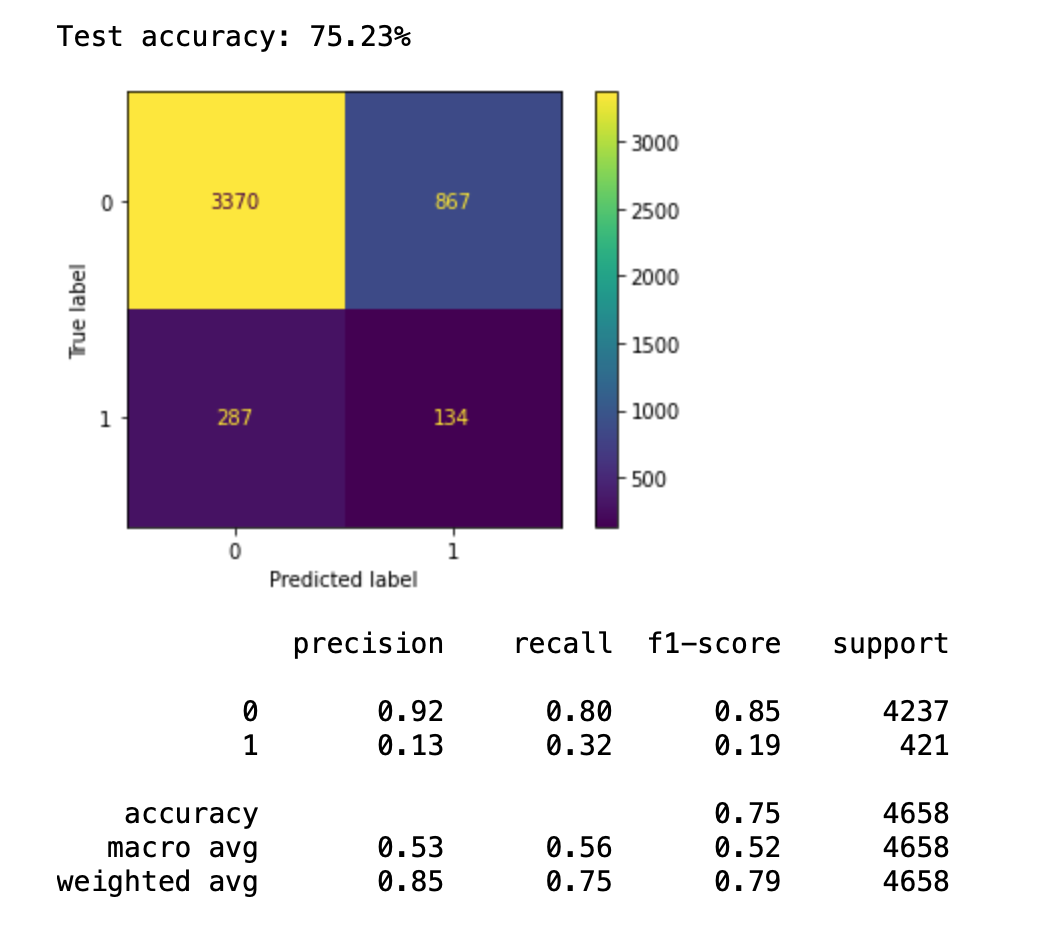 Test accuracy: 75.23%
3370 867
287 134
0
1
True label
0 1
Predicted label
3000
2500
2000
1500
1000
500
precision recall f1-score support
0 0.92 0.80 0.85 4237
1 0.13 0.32 0.19 421
accuracy 0.75 4658
macro avg 0.53 0.56 0.52 4658
weighted avg 0.85 0.75 0.79 4658